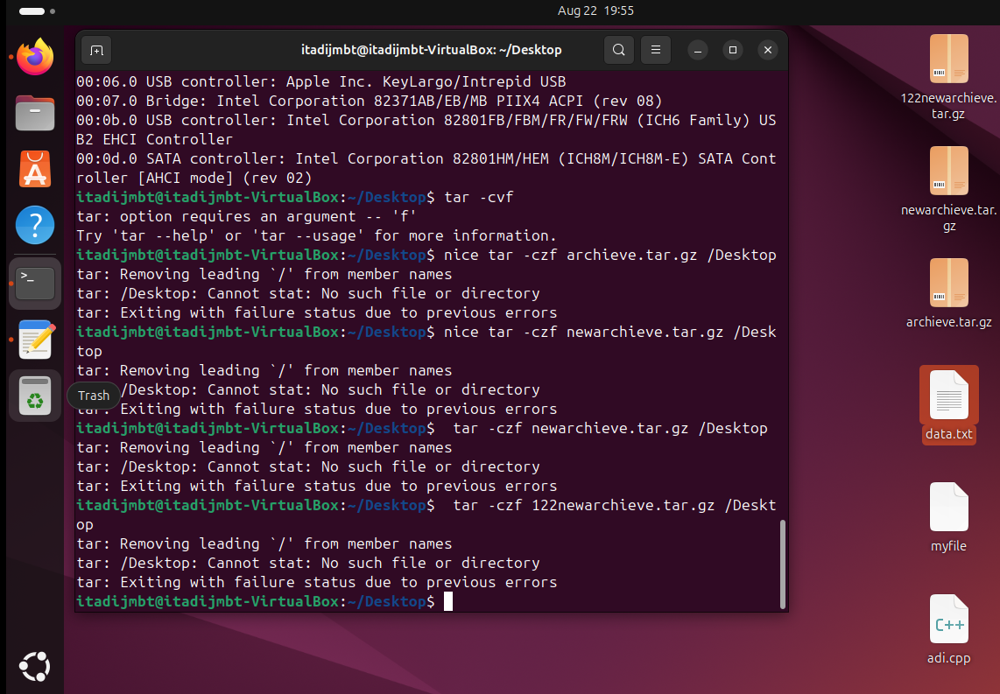 Aug 22 19:55
itadijmbt@itadijmbt-VirtualBox: ~/Desktop
00:06.0 USB controller: Apple Inc. KeyLargo/Intrepid USB
00:07.0 Bridge: Intel Corporation 82371AB/EB/MB PIIX4 ACPI (rev 08)
00:0b.0 USB controller: Intel Corporation 82801FB/FBM/FR/FW/FRW (ICH6 Family) US
B2 EHCI Controller
00:0d.0 SATA controller: Intel Corporation 82801HM/HEM (ICH8M/ICH8M-E) SATA Cont
roller [AHCI mode] (rev 02)
itadijmbt@itadijmbt-VirtualBox:~/Desktop$ tar -cvf
tar: option requires an argument -- 'f'
Try 'tar --help' or 'tar --usage' for more information.
itadijmbt@itadijmbt-VirtualBox:~/Desktop$ nice tar -czf archieve.tar.gz /Desktop
tar: Removing leading `/' from member names
tar: /Desktop: Cannot stat: No such file or directory
tar: Exiting with failure status due to previous errors
itadijmbt@itadijmbt-VirtualBox:~/Desktop$ nice tar -czf newarchieve.tar.gz /Desk
top
tar: Removing leading `/' from member names
/Desktop: Cannot stat: No such file or directory
tar: Exiting with failure status due to previous errors
itadijmbt@itadijmbt-VirtualBox:~/Desktop$  tar -czf newarchieve.tar.gz /Desktop
tar: Removing leading `/' from member names
tar: /Desktop: Cannot stat: No such file or directory
tar: Exiting with failure status due to previous errors
itadijmbt@itadijmbt-VirtualBox:~/Desktop$  tar -czf 122newarchieve.tar.gz /Deskt
op
tar: Removing leading `/' from member names
tar: /Desktop: Cannot stat: No such file or directory
tar: Exiting with failure status due to previous errors
itadijmbt@itadijmbt-VirtualBox:~/Desktop$
Trash
122newarchieve.
tar.gz
newarchieve.tar.
gz
archieve.tar.gz
data.txt
myfile
C++
adi.cpp